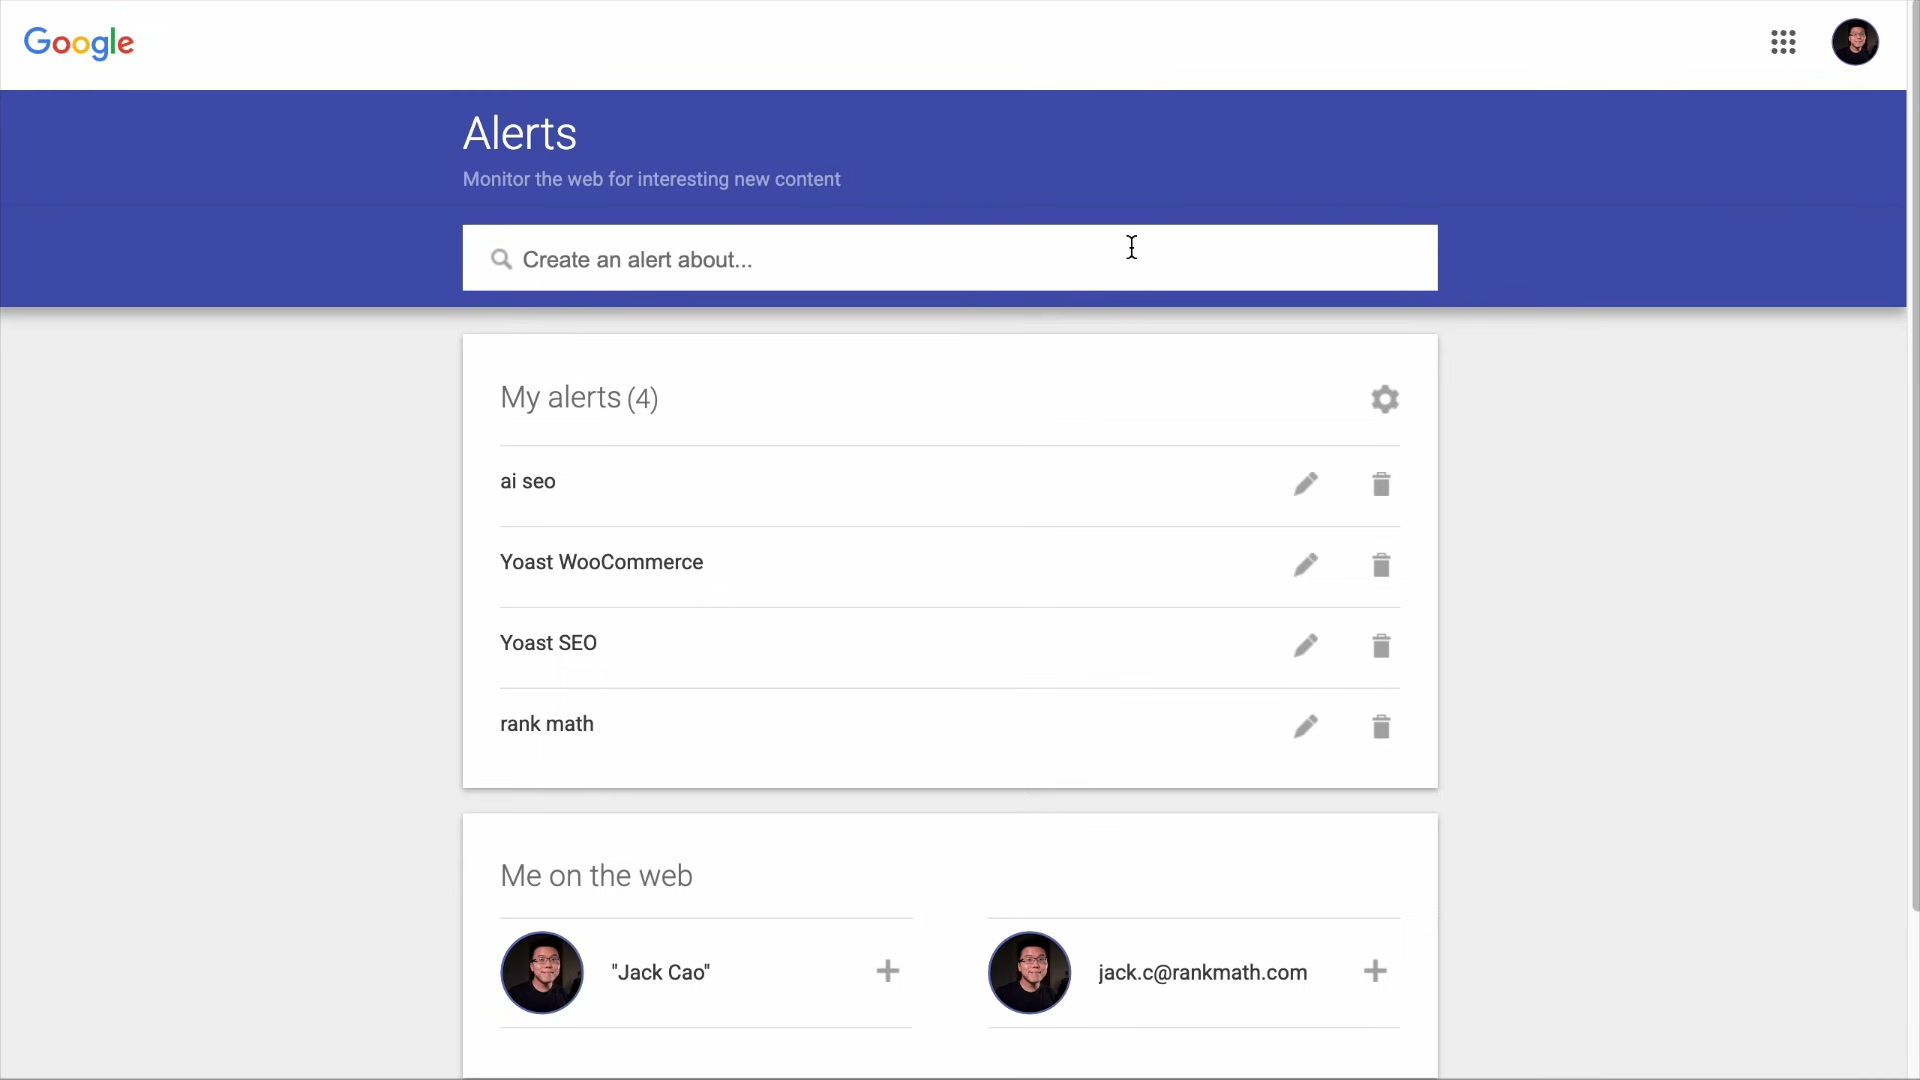 Google
Alerts
Monitor the web for interesting new content
Create an alert about...
My alerts (4)
ai seo
Yoast WooCommerce
Yoast SEO
rank math
Me on the web
"Jack Cao"
jack.c@rankmath.com